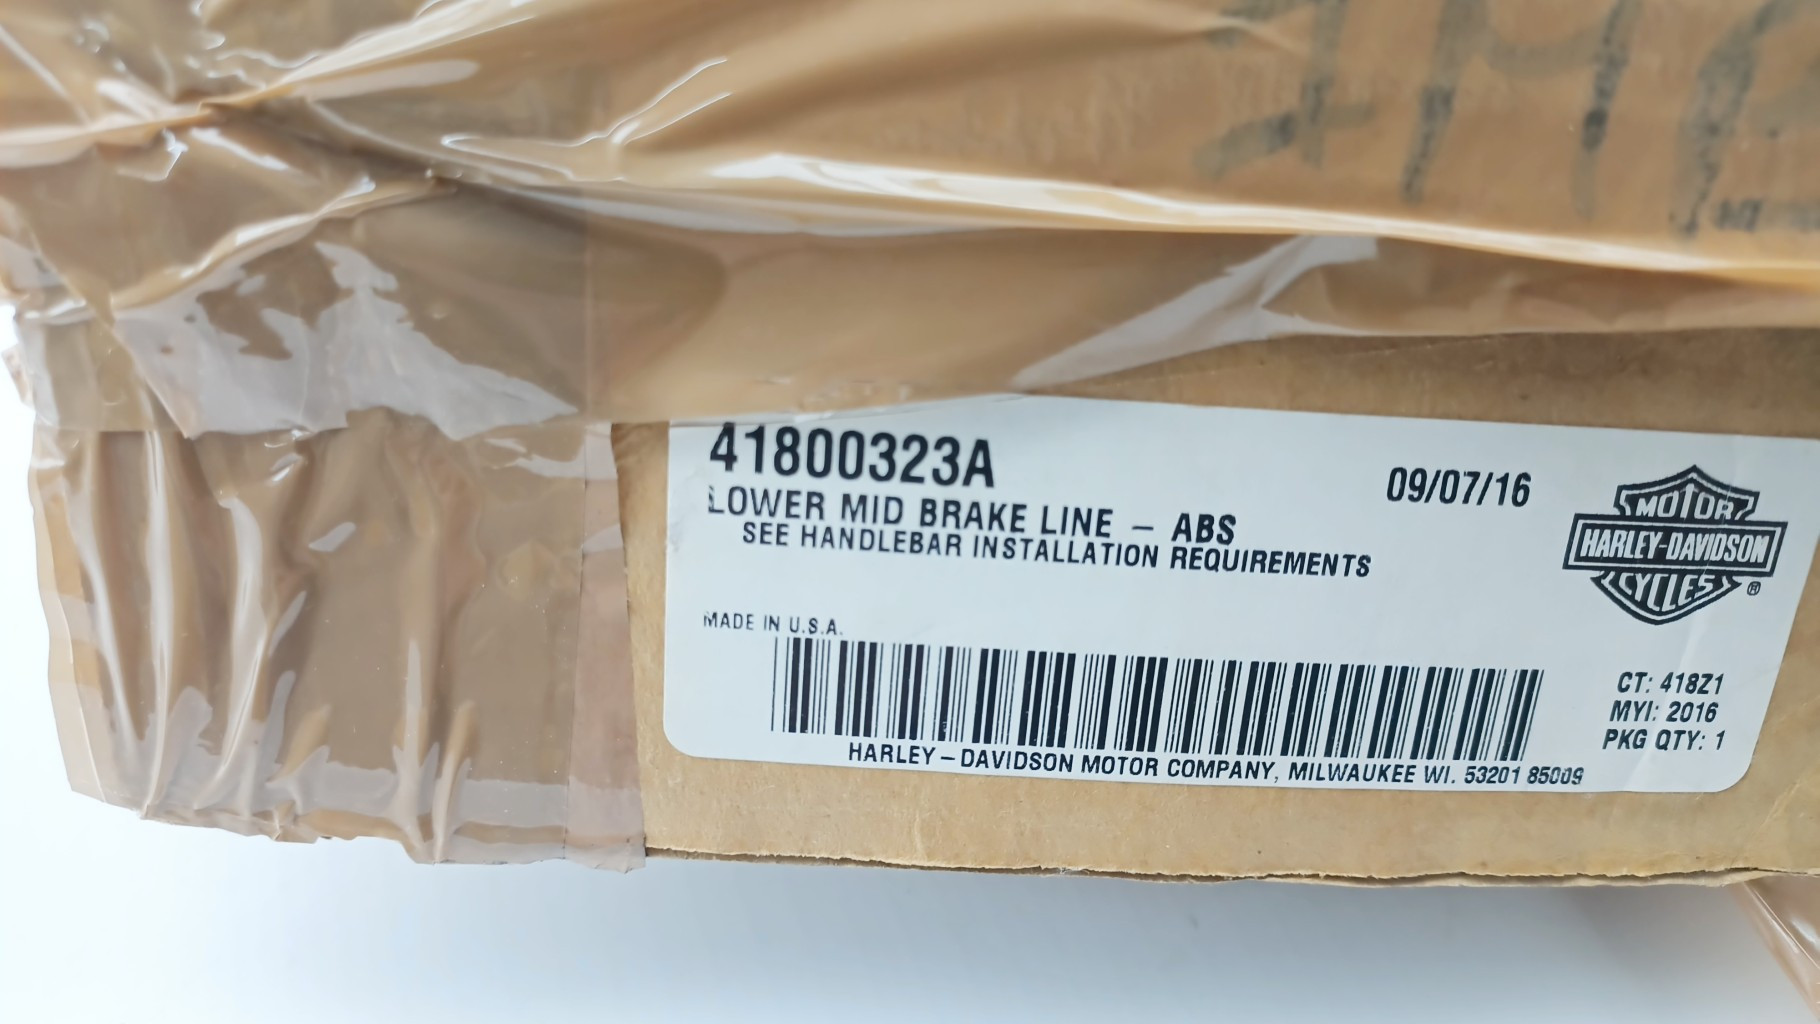 41800323A
09/07/16
LOWER MID BRAKE LINE – ABS
SEE HANDLEBAR INSTALLATION REQUIREMENTS
MOTOR
HARLEY-DAVIDSON
CYCLES
®
MADE IN U.S.A.
CT: 418Z1
MYI: 2016
PKG QTY: 1
HARLEY–DAVIDSON MOTOR COMPANY, MILWAUKEE WI. 53201 85009